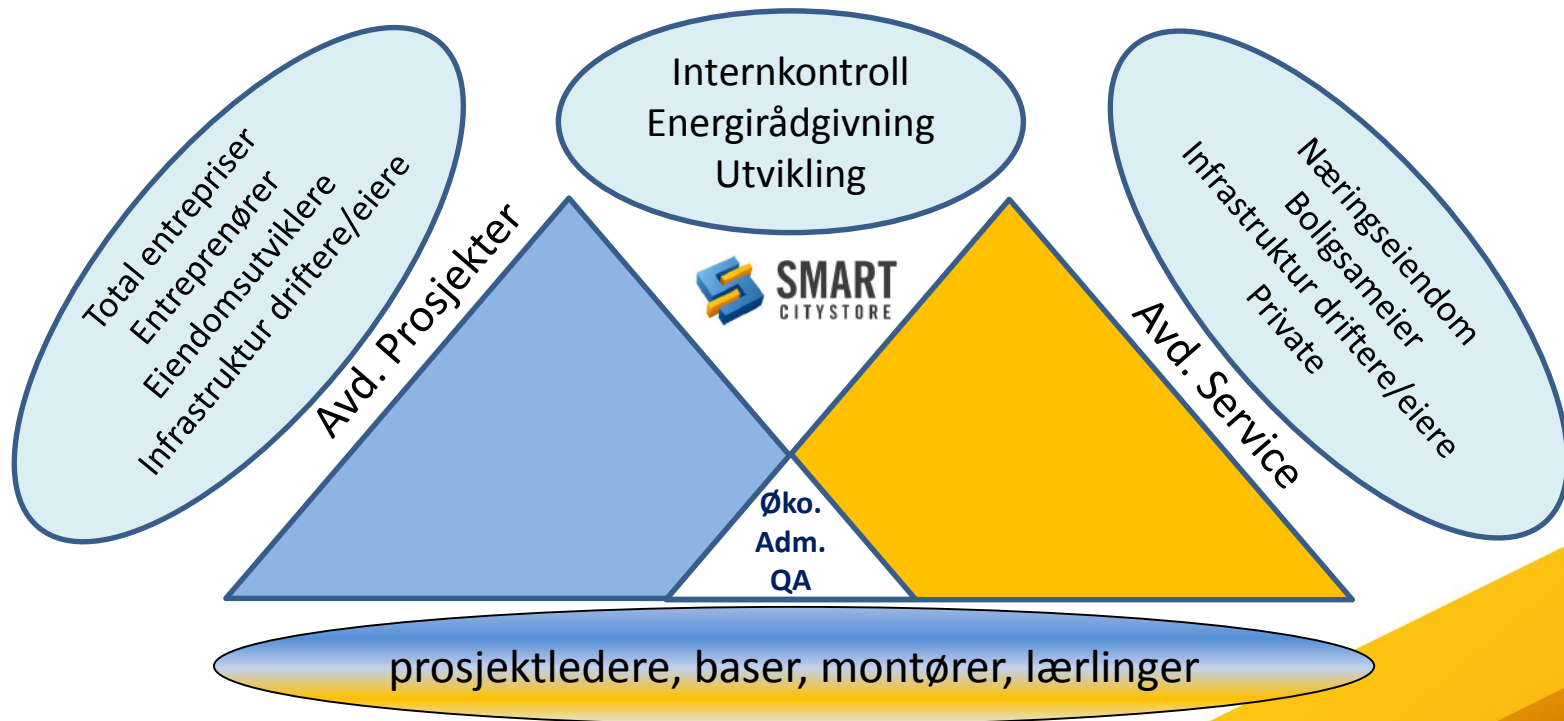 Total entrepriser
Entreprenører
Eiendomsutviklere
Infrastruktur driftere/eiere
Avd. Prosjekter
Internkontroll
Energirådgivning
Utvikling
SMART
CITYSTORE
Næringseiendom
Boligsameier
Infrastruktur driftere/eiere
Private
Avd. Service
Øko.
Adm.
QA
prosjektledere, baser, montører, lærlinger